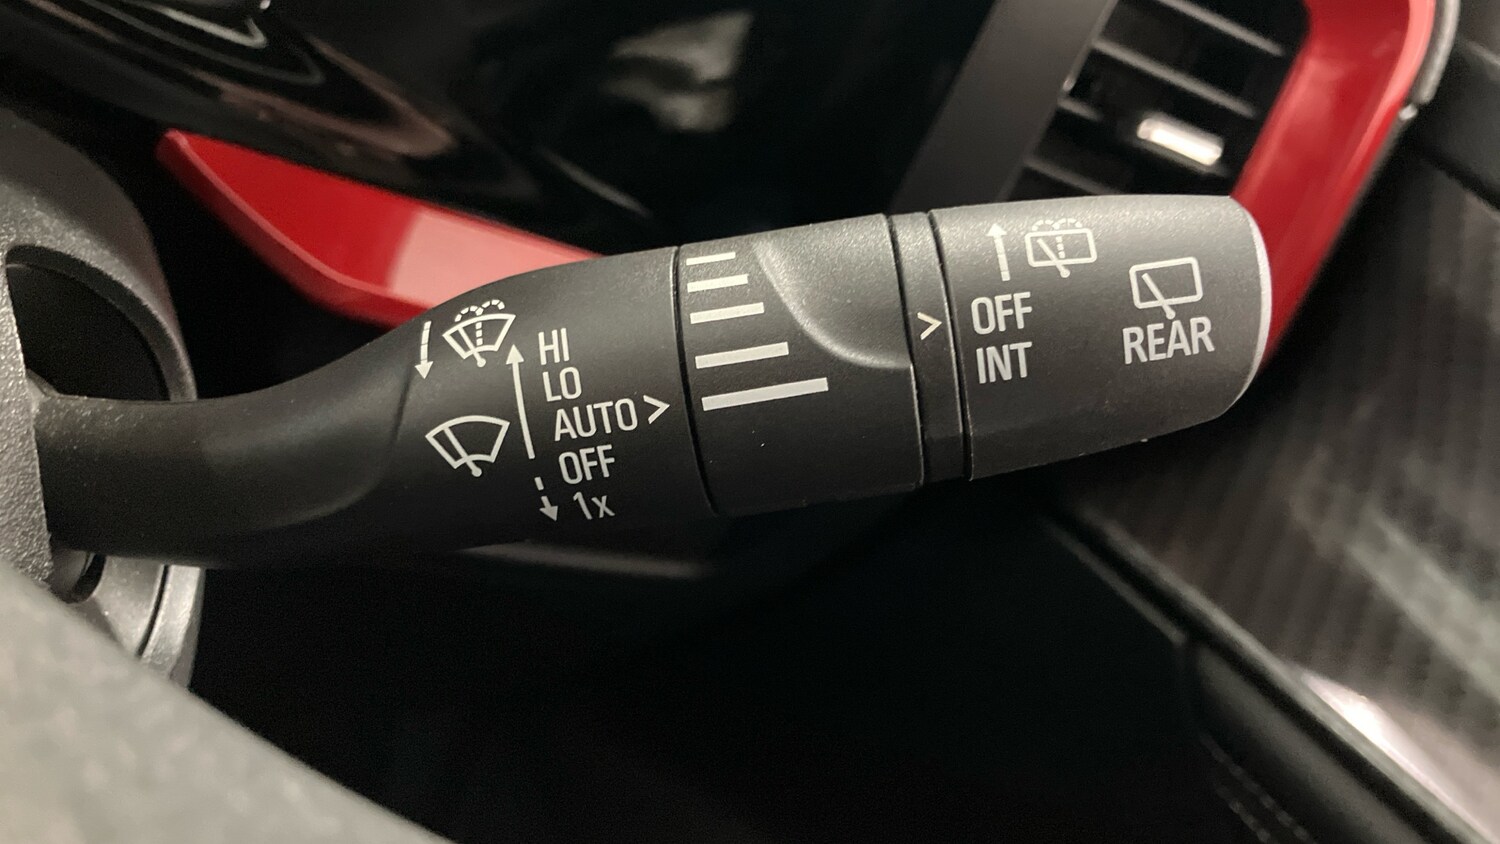 HI
LO
AUTO >
OFF
1x
>
OFF
INT
REAR